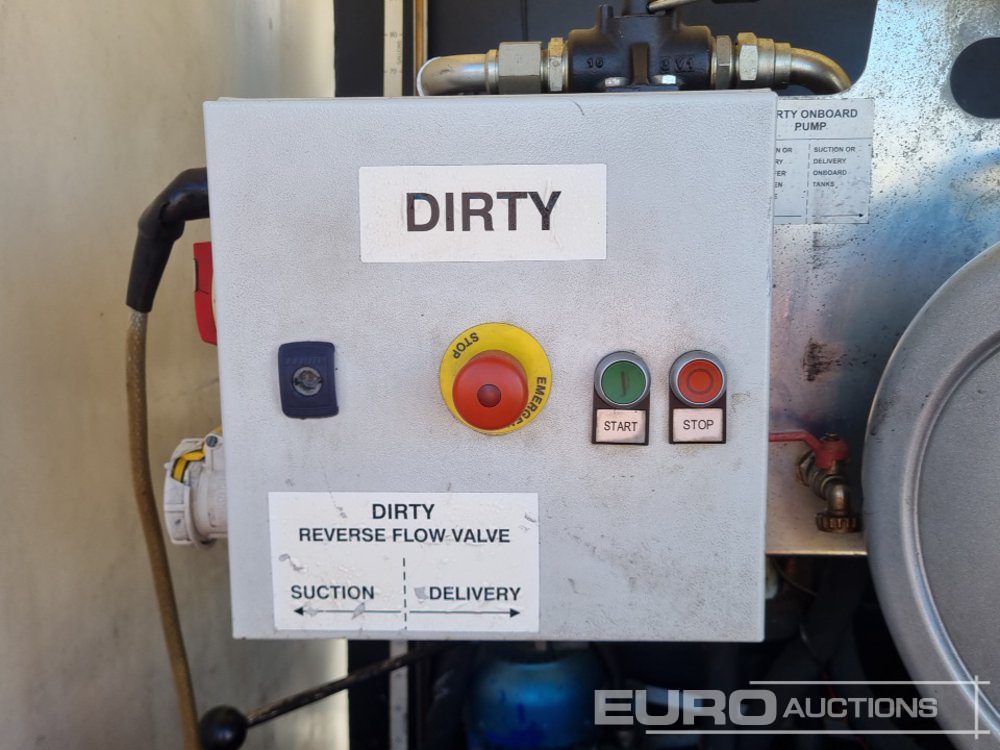 DIRTY
RTY ONBOARD
PUMP
SUCTION OR
DELIVERY
ONBOARD
TANKS
STOP
EMERGEN
START
STOP
DIRTY
REVERSE FLOW VALVE
SUCTION
DELIVERY
EURO AUCTIONS